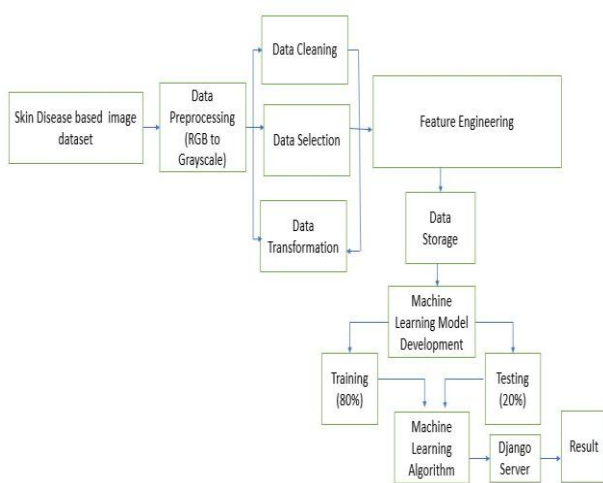 Skin Disease based image
dataset
Data
Preprocessing
(RGB to
Grayscale)
Data Cleaning
Data Selection
Data
Transformation
Feature Engineering
Data
Storage
Machine
Learning Model
Development
Training
(80%)
Testing
(20%)
Machine
Learning
Algorithm
Django
Server
Result